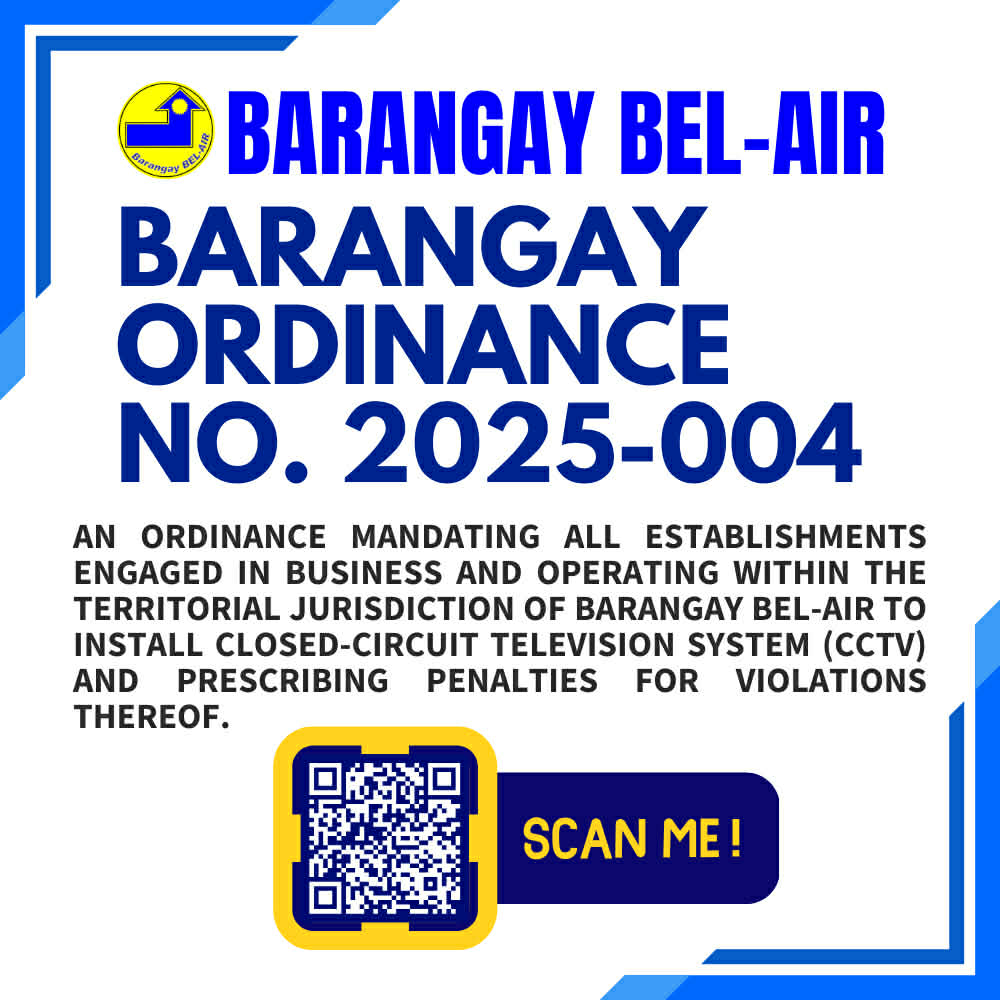 Barangay BEL-AIR
BARANGAY BEL-AIR
BARANGAY
ORDINANCE
NO. 2025-004
AN ORDINANCE MANDATING ALL ESTABLISHMENTS
ENGAGED IN BUSINESS AND OPERATING WITHIN THE
TERRITORIAL JURISDICTION OF BARANGAY BEL-AIR TO
INSTALL CLOSED-CIRCUIT TELEVISION SYSTEM (CCTV)
AND PRESCRIBING PENALTIES FOR VIOLATIONS
THEREOF.
SCAN ME!